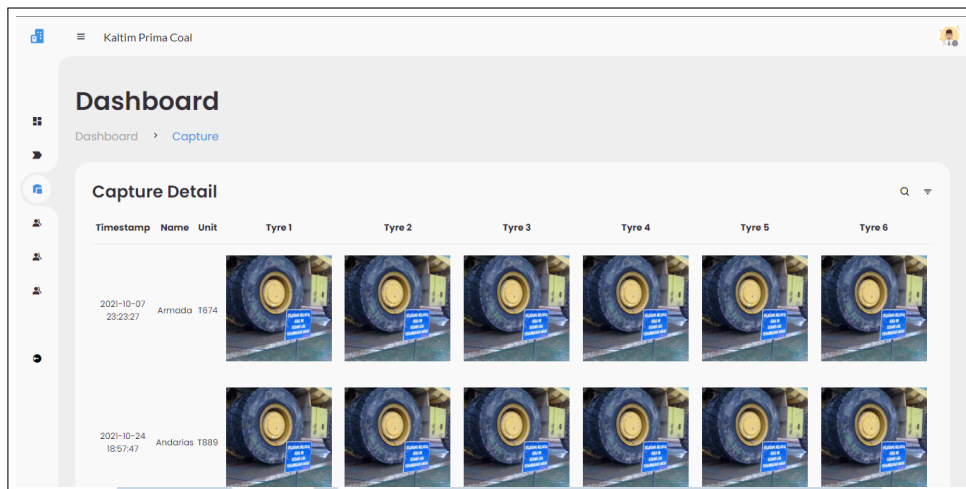 Kaltim Prima Coal
Dashboard
Dashboard > Capture
Capture Detail
Timestamp Name Unit Tyre 1 Tyre 2 Tyre 3 Tyre 4 Tyre 5 Tyre 6
2021-10-07
23:23:27
Armada T674
2021-10-24
18:57:47
Andarias T889